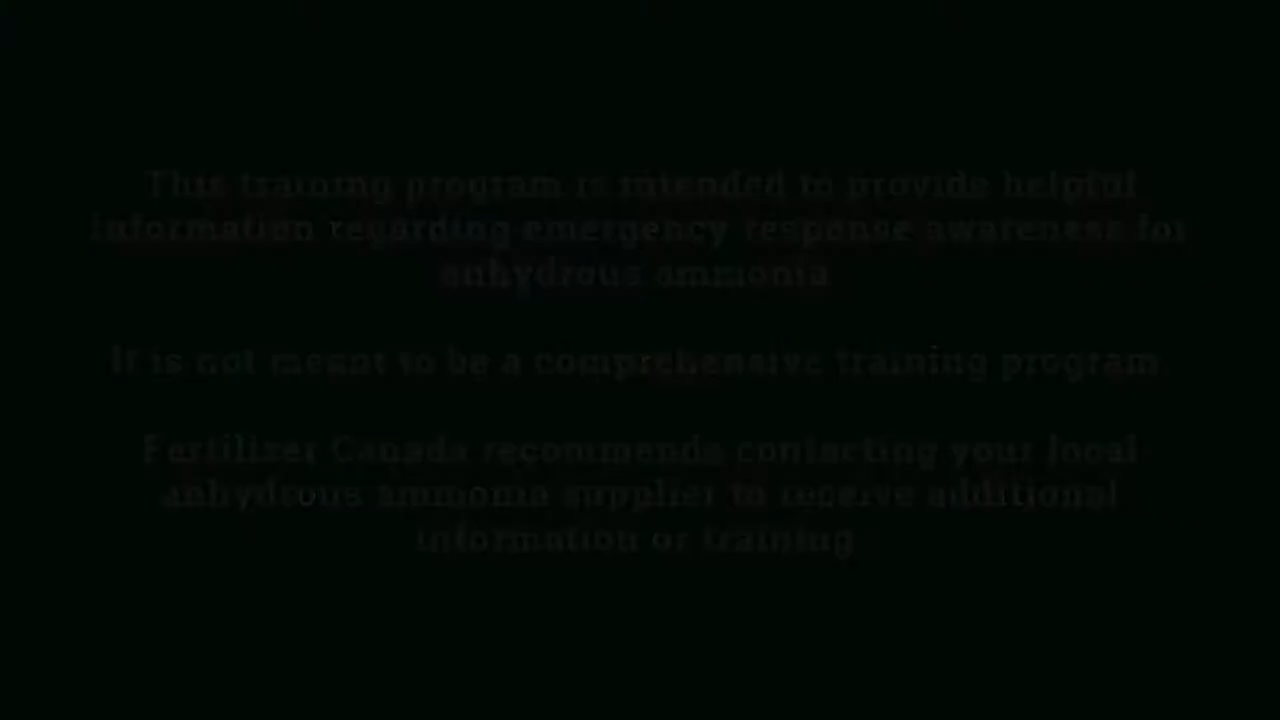 This training program is intended to provide helpful
information regarding emergency response awareness for
anhydrous ammonia
It is not meant to be a comprehensive training program
Fertilizer Canada recommends contacting your local
anhydrous ammonia supplier to receive additional
information or training